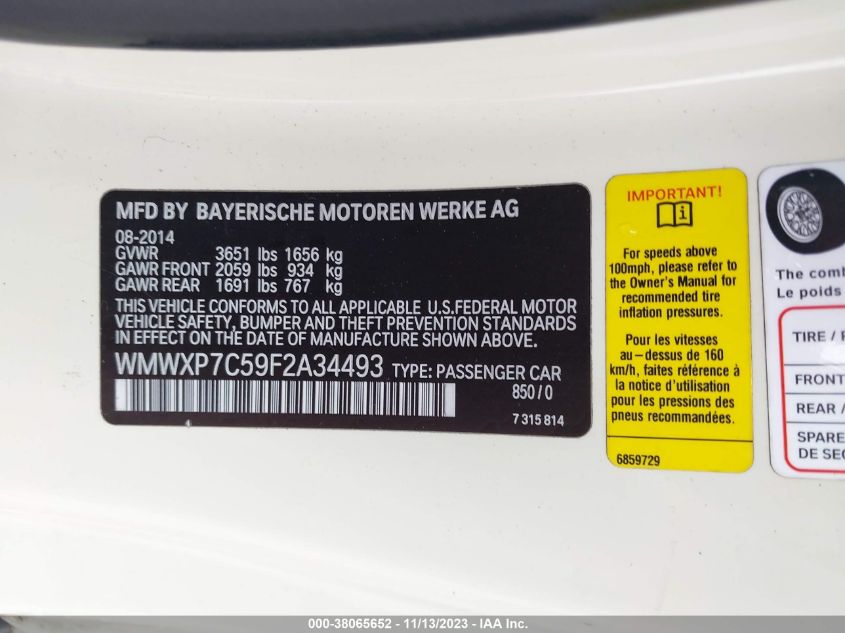 MFD BY BAYERISCHE MOTOREN WERKE AG
08-2014
GVWR 3651 lbs 1656 kg
GAWR FRONT 2059 lbs 934 kg
GAWR REAR 1691 lbs 767 kg
THIS VEHICLE CONFORMS TO ALL APPLICABLE U.S.FEDERAL MOTOR
VEHICLE SAFETY, BUMPER AND THEFT PREVENTION STANDARDS
IN EFFECT ON THE DATE OF MANUFACTURE SHOWN ABOVE.
WMWXP7C59F2A34493 TYPE: PASSENGER CAR
850/0
7 315 814
IMPORTANT!
i
For speeds above
100mph, please refer to
the Owner's Manual for
recommended tire
inflation pressures.
Pour les vitesses
au-dessus de 160
km/h, faites référence
à la notice d'utilisation
pour les pressions des
pneus recommandées.
6859729
The comb
Le poids
TIRE / P
FRONT
REAR /
SPARE
DE SEC
000-38065652 - 11/13/2023 - IAA Inc.